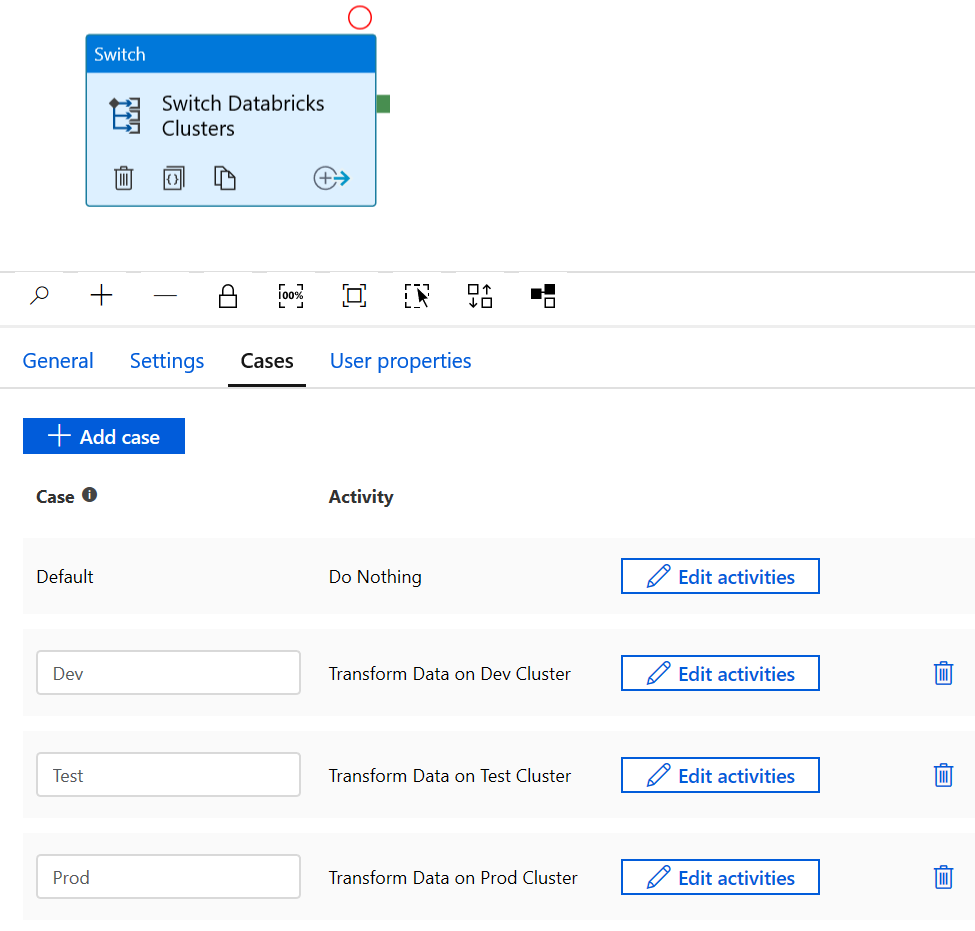 Switch
Switch Databricks
Clusters
100%
General Settings Cases User properties
Add case
Case Activity
Default Do Nothing Edit activities
Dev Transform Data on Dev Cluster Edit activities
Test Transform Data on Test Cluster Edit activities
Prod Transform Data on Prod Cluster Edit activities